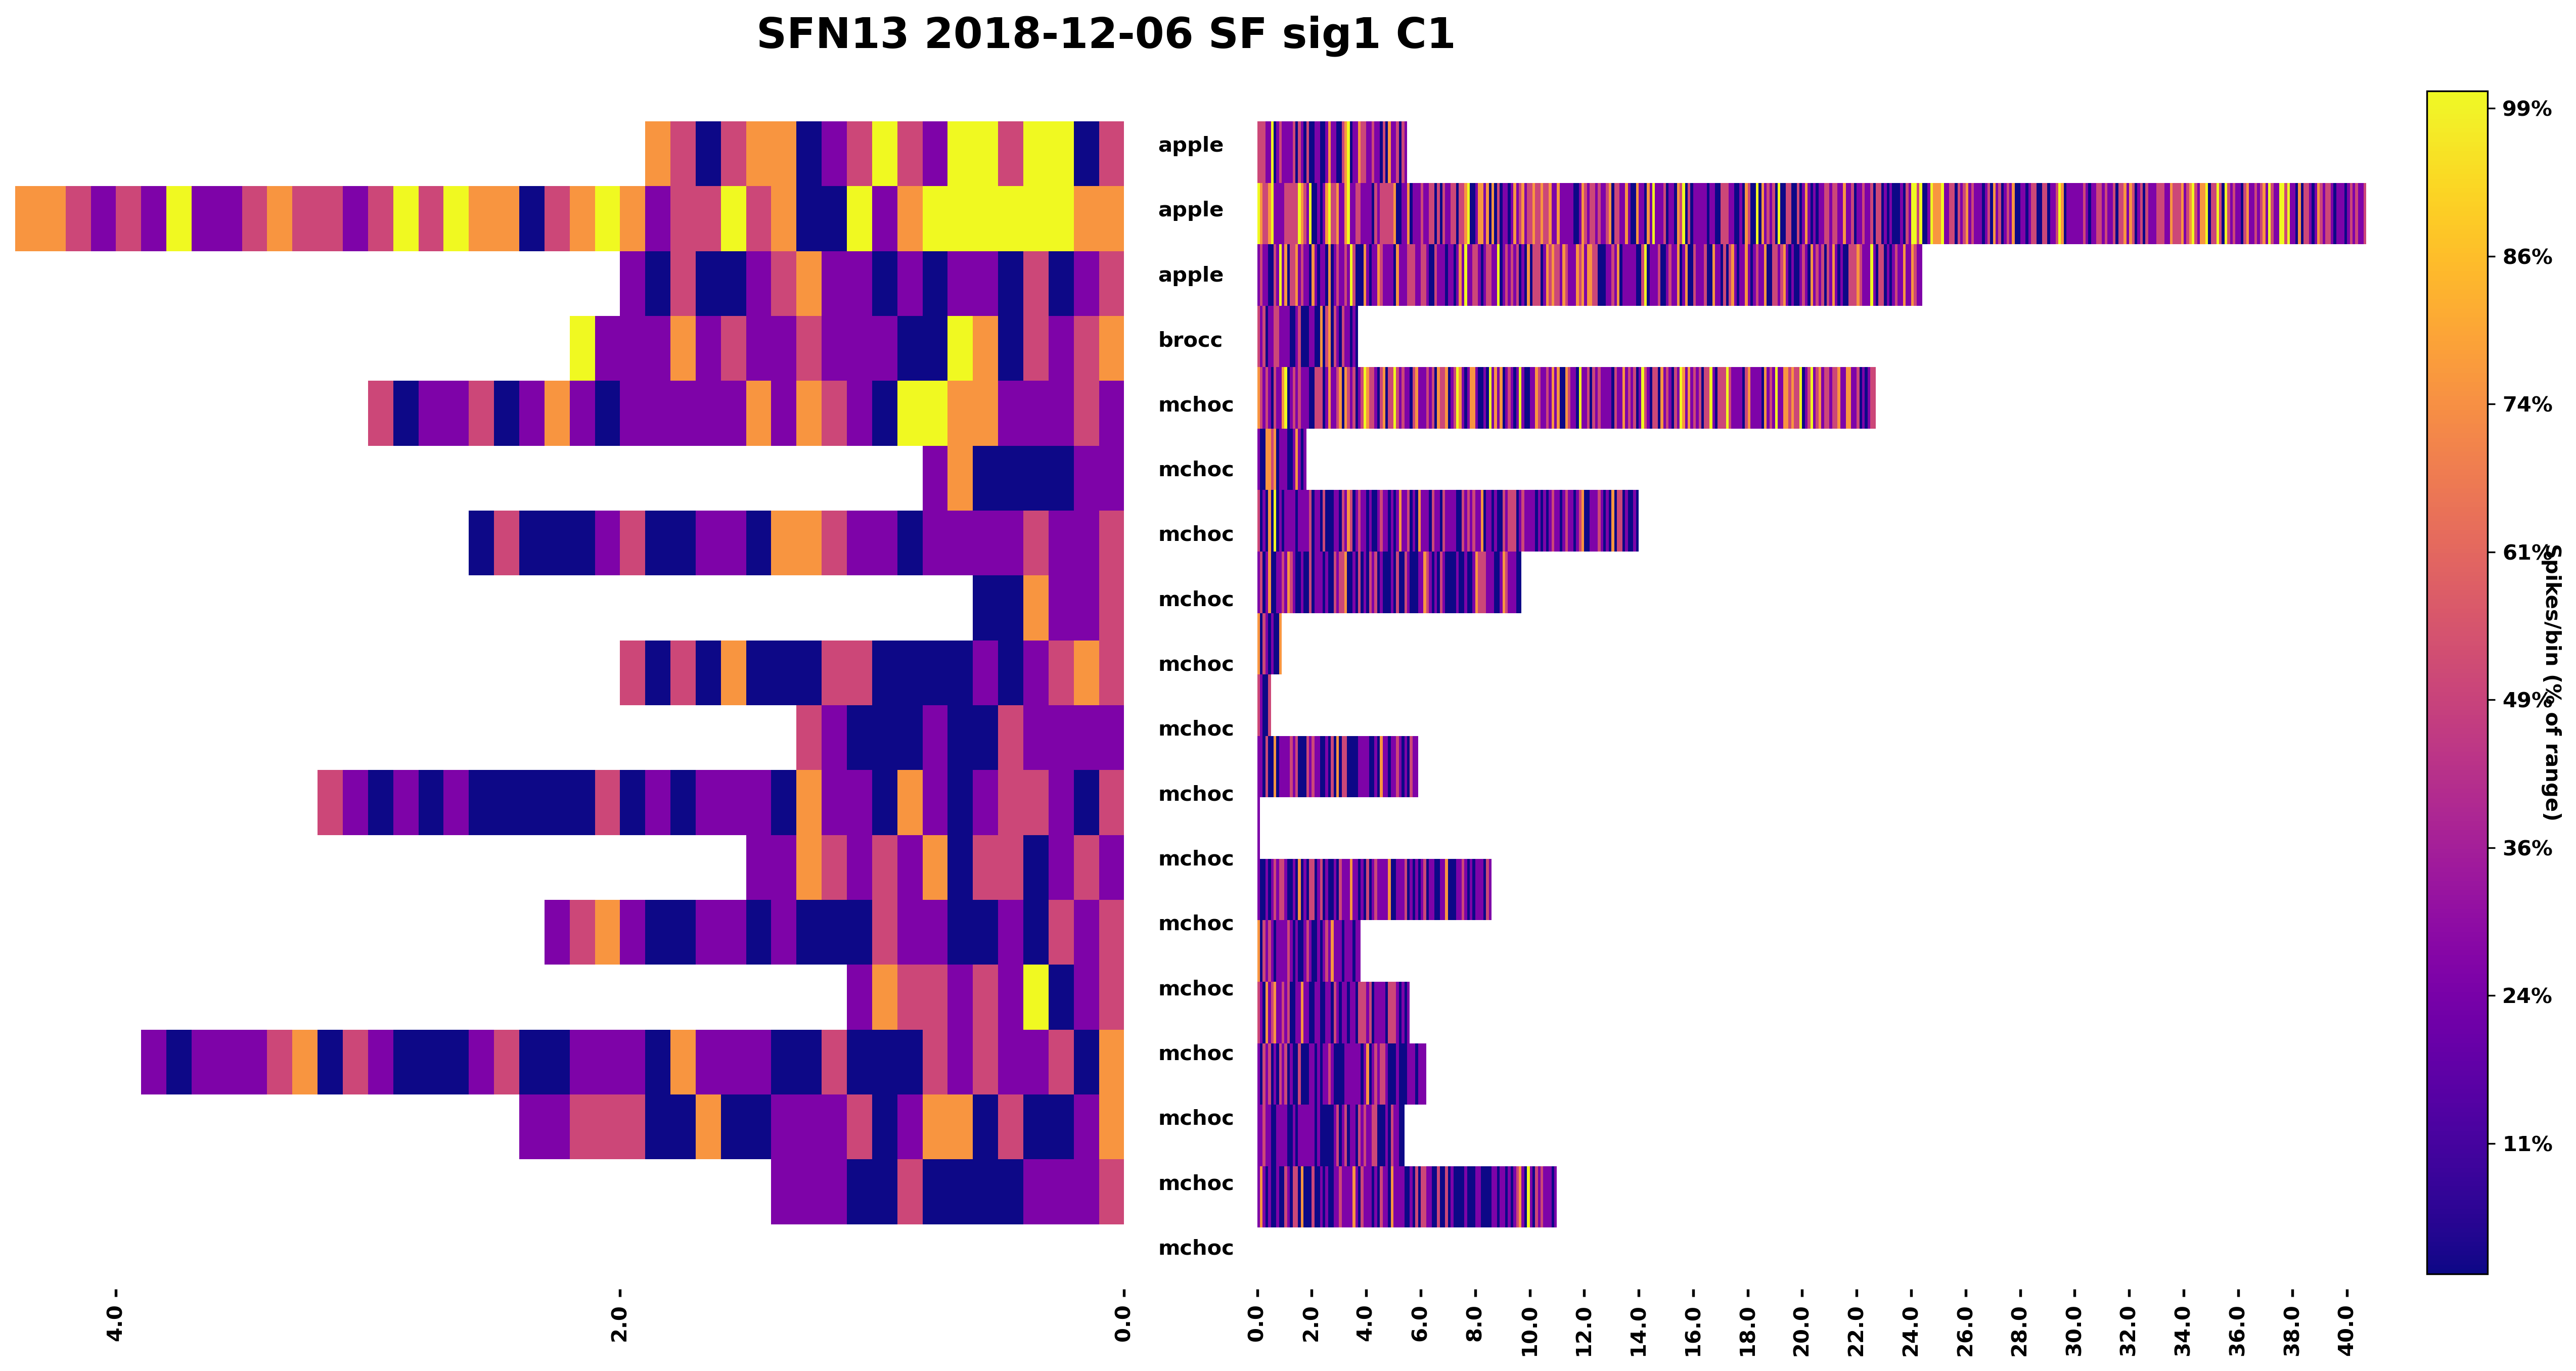 SFN13 2018-12-06 SF sig1 C1
apple
apple
apple
brocc
mchoc
mchoc
mchoc
mchoc
mchoc
mchoc
mchoc
mchoc
mchoc
mchoc
mchoc
mchoc
mchoc
mchoc
4.0
2.0
0.0
0.0
2.0
4.0
6.0
8.0
10.0
12.0
14.0
16.0
18.0
20.0
22.0
24.0
26.0
28.0
30.0
32.0
34.0
36.0
38.0
40.0
99%
86%
74%
61%
49%
36%
24%
11%
Spikes/bin (% of range)